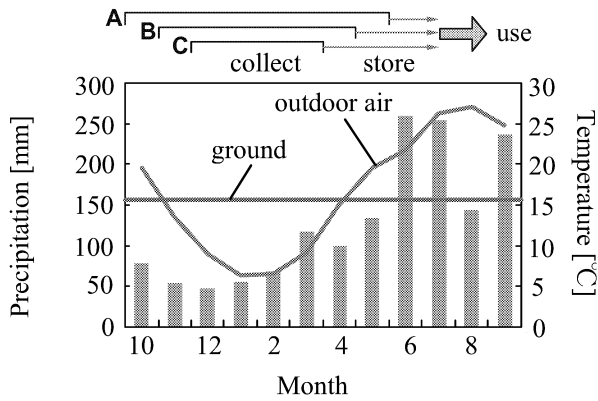 A
B
C
use
collect store
300 30
outdoor air
250 25
ground
200 20
150 15
100 10
50 5
0 0
10 12 2 4 6 8
Month
Precipitation [mm]
Temperature [℃]